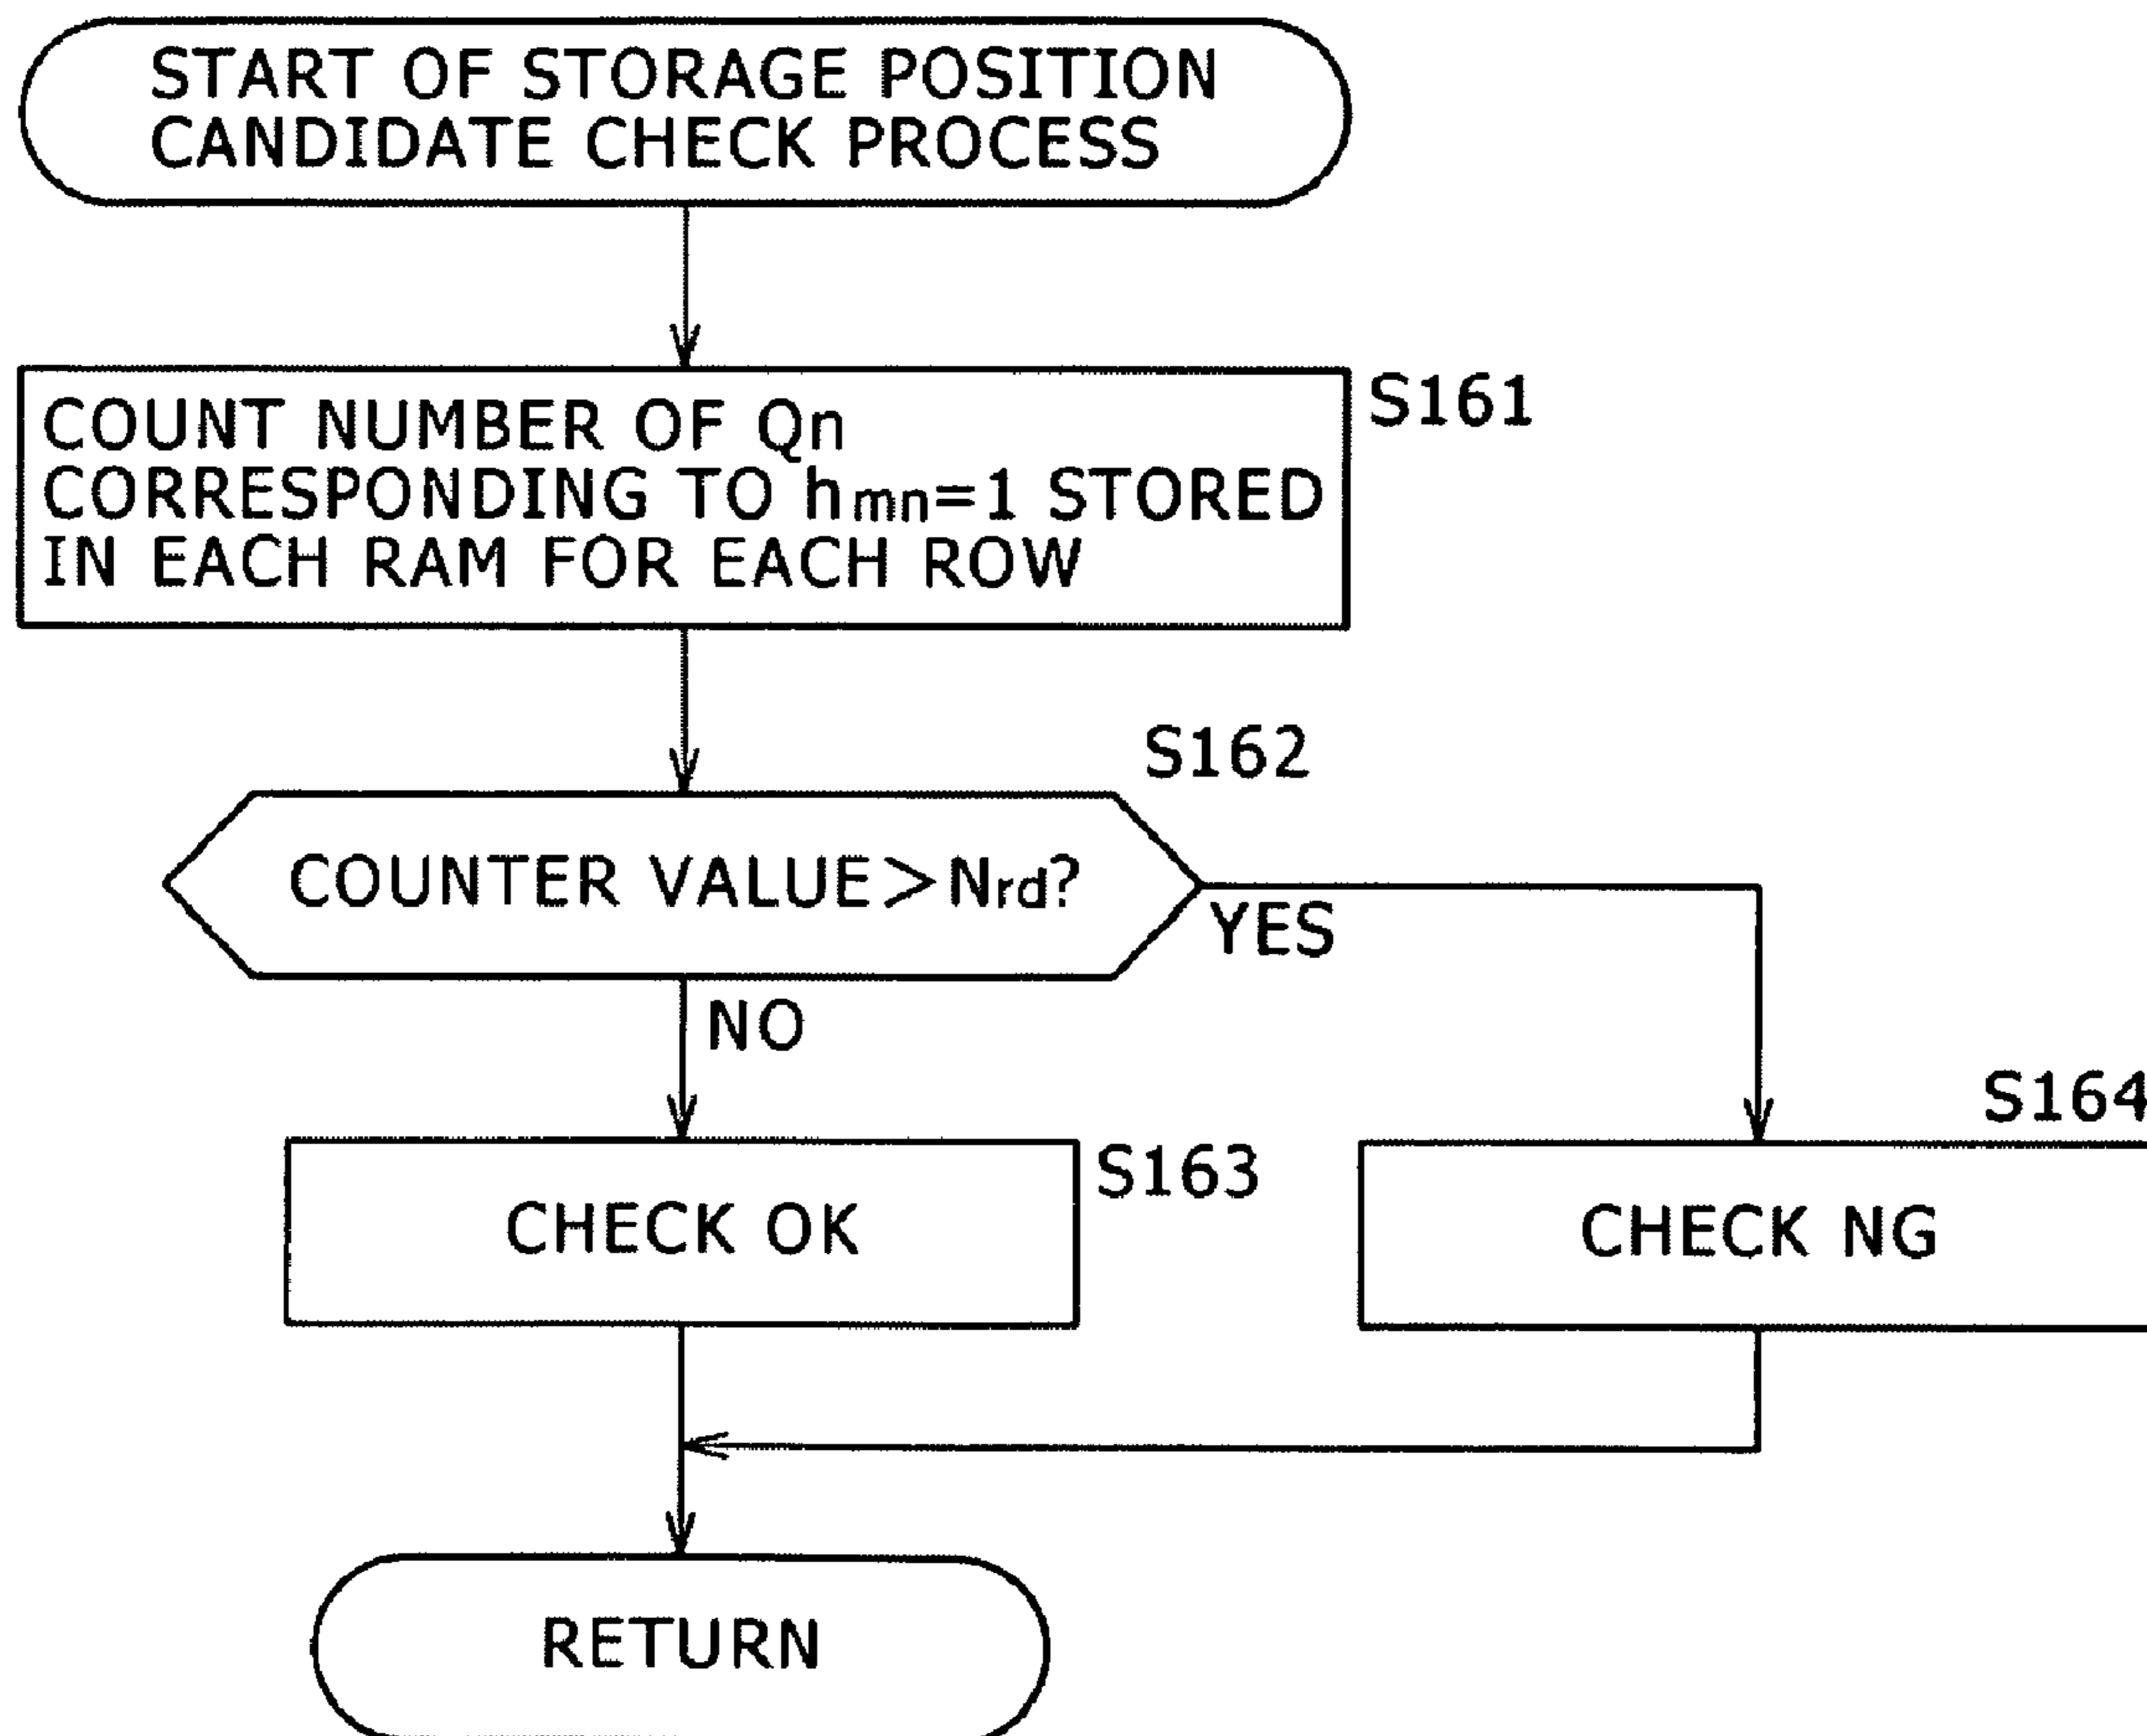 START OF STORAGE POSITION
CANDIDATE CHECK PROCESS
COUNT NUMBER OF Qn
CORRESPONDING TO hmn=1 STORED
IN EACH RAM FOR EACH ROW
S161
S162
COUNTER VALUE>Nrd?
YES
NO
S163
CHECK OK
S164
CHECK NG
RETURN